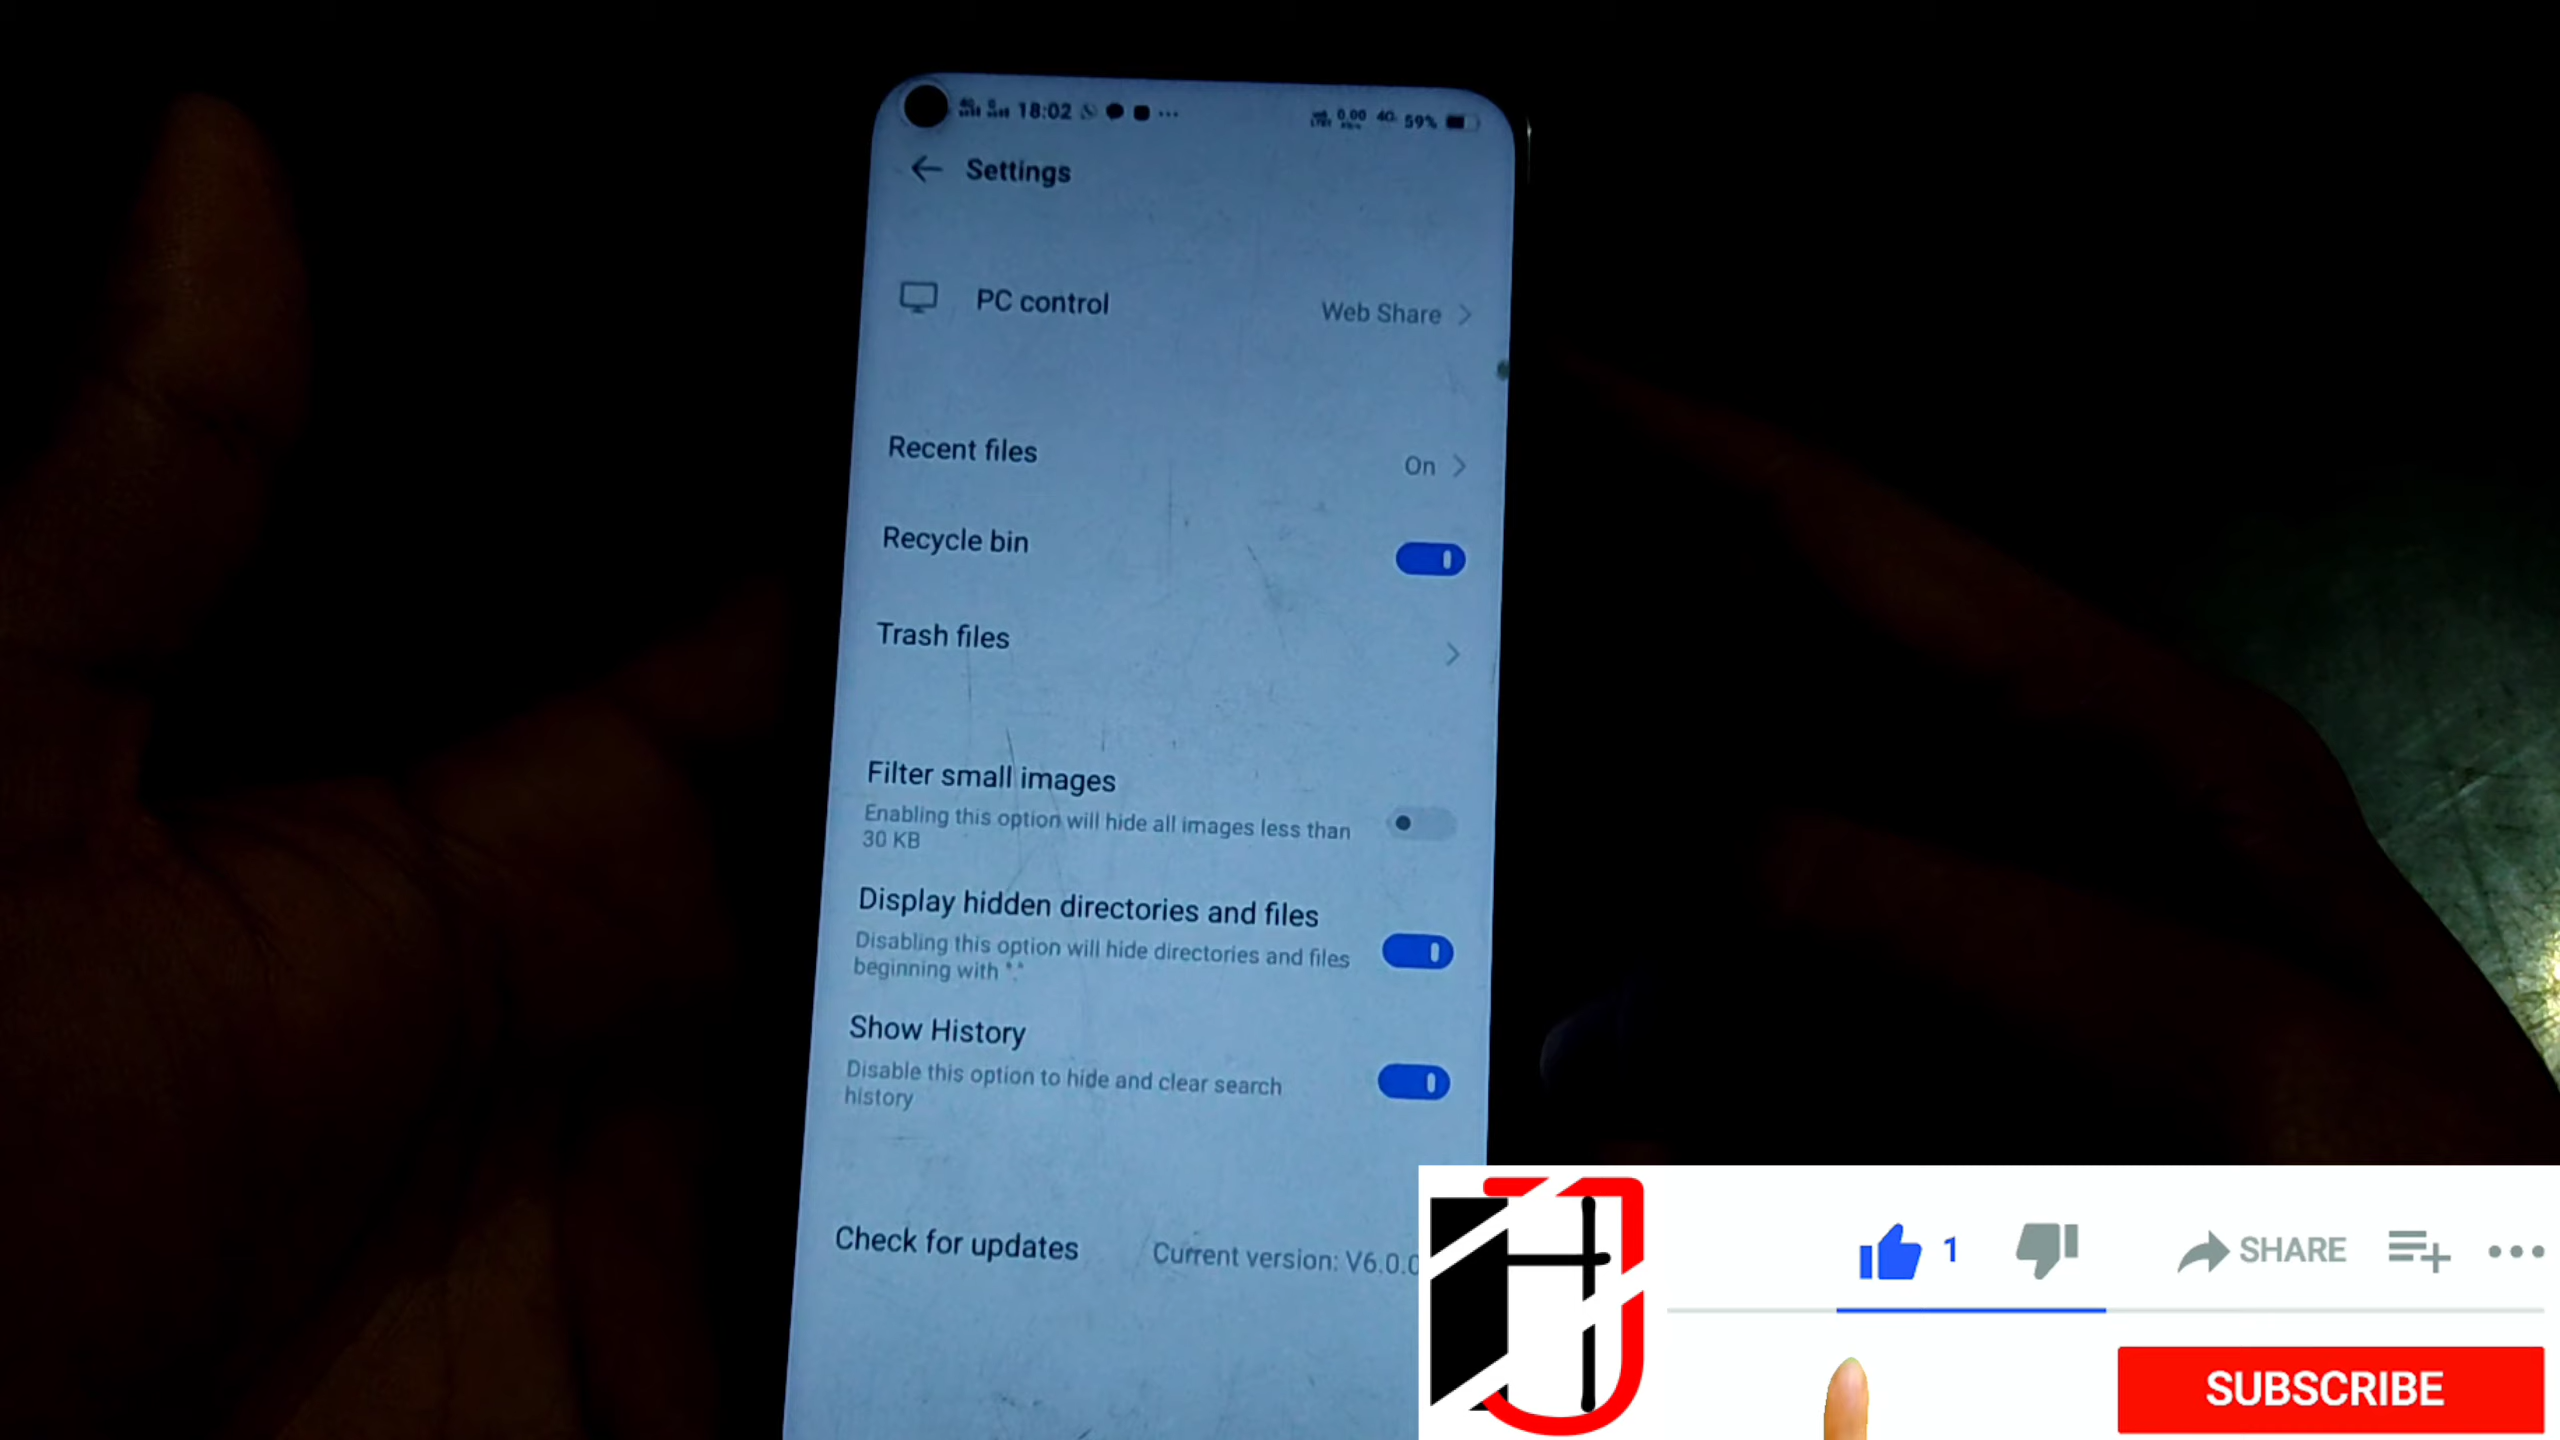 18:02
0.00
4G 59%
Settings
PC control
Web Share
Recent files
On
Recycle bin
Trash files
Filter small images
Enabling this option will hide all images less than
30 KB
Display hidden directories and files
Disabling this option will hide directories and files
beginning with "."
Show History
Disable this option to hide and clear search
history
Check for updates
Current version: V6.0.0
1
SHARE
SUBSCRIBE